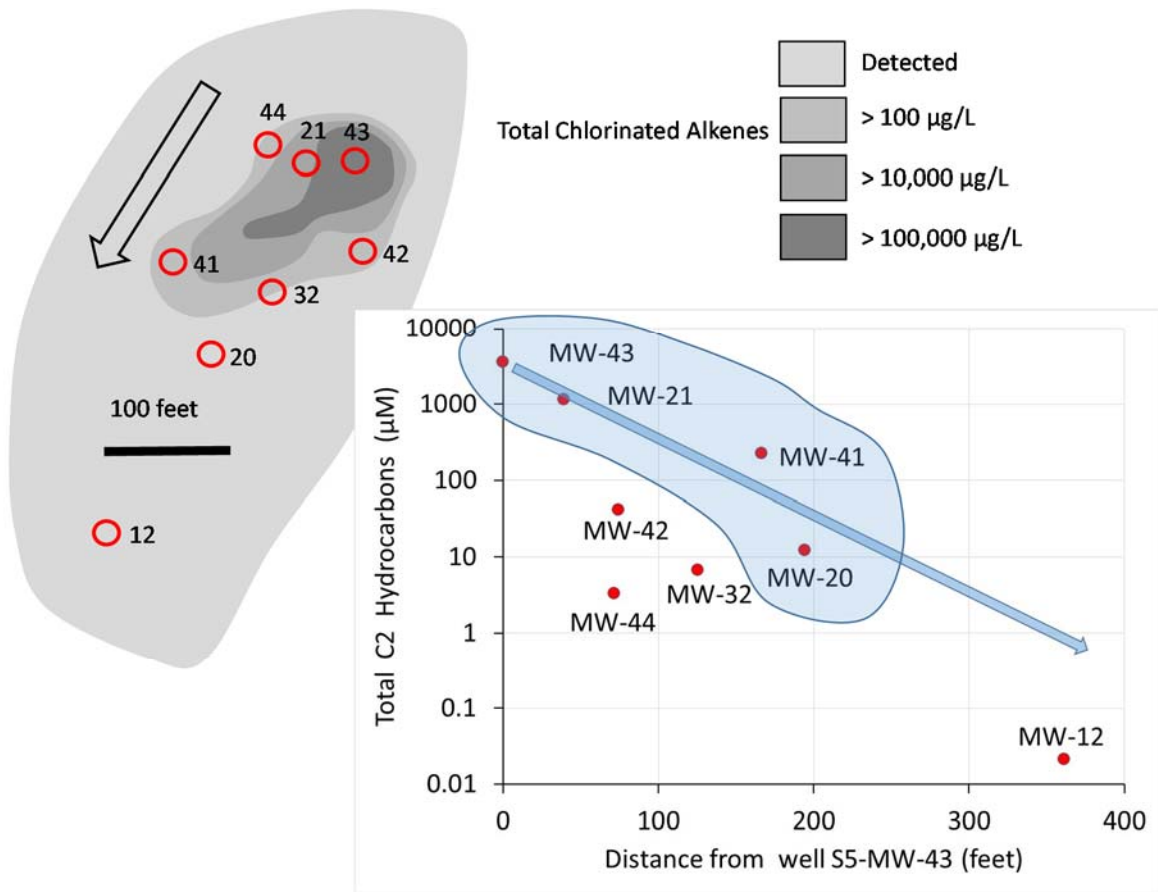 44
21
43
41
42
32
20
100 feet
12
Total Chlorinated Alkenes
Detected
> 100 µg/L
> 10,000 µg/L
> 100,000 µg/L
Total C2 Hydrocarbons (µM)
10000
1000
100
10
1
0.1
0.01
MW-43
MW-21
MW-41
MW-42
MW-20
MW-32
MW-44
MW-12
0
100
200
300
400
Distance from well S5-MW-43 (feet)